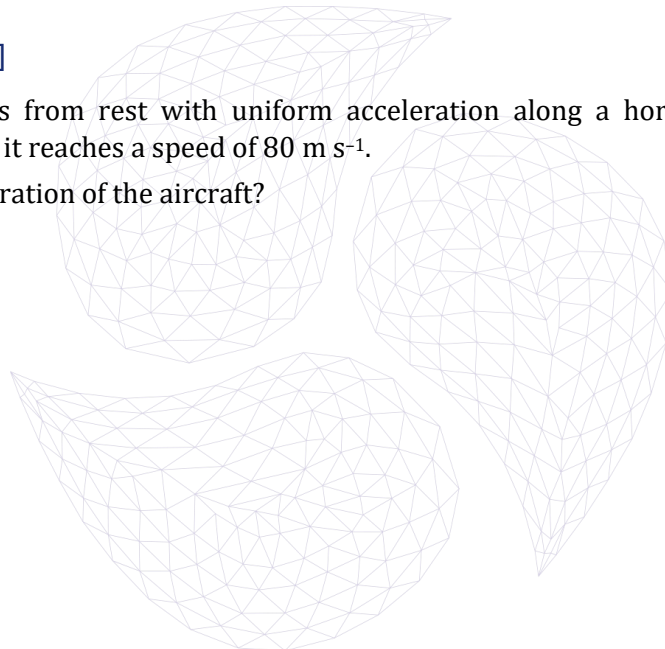 ]
s from rest with uniform acceleration along a hor
it reaches a speed of 80 m s⁻¹.
ration of the aircraft?